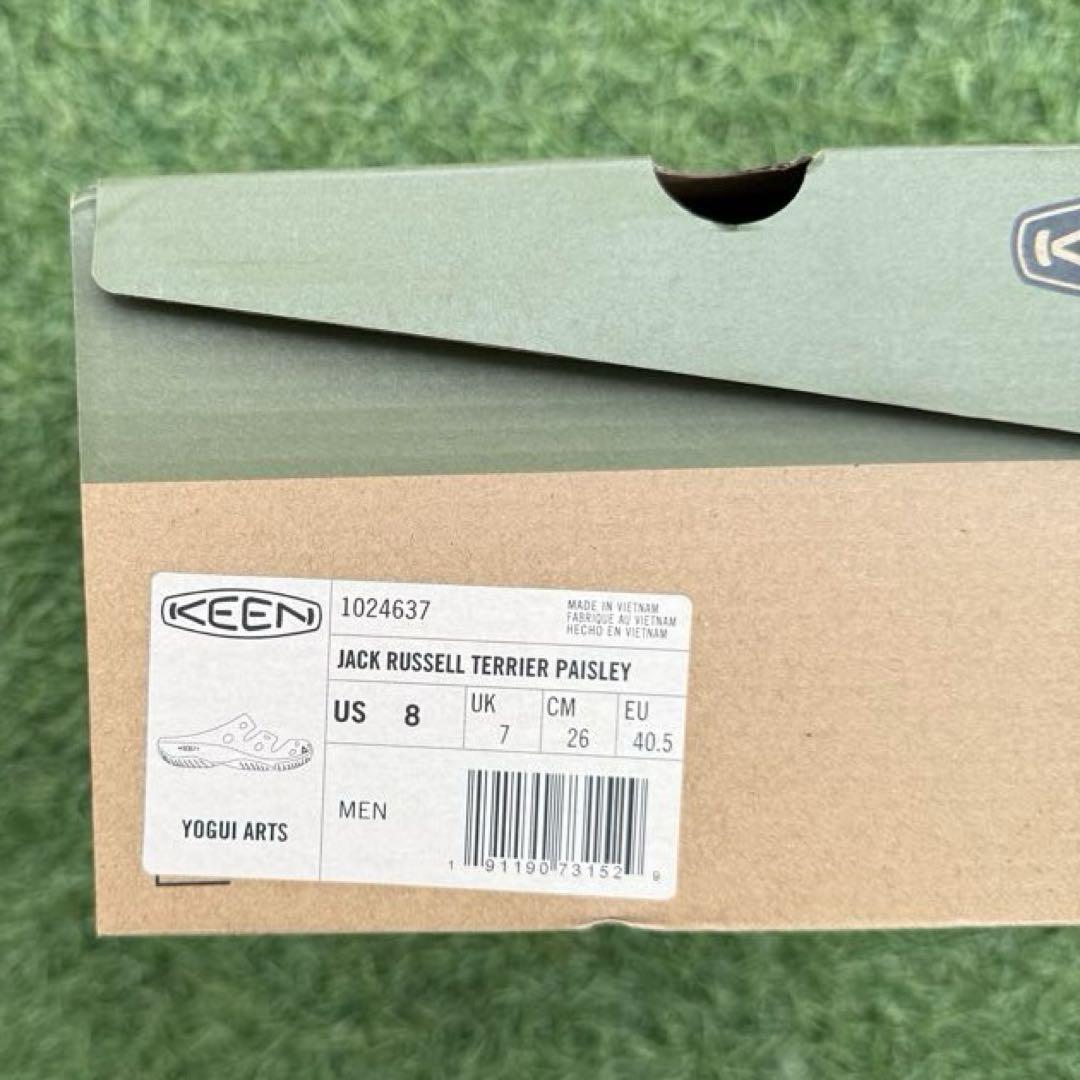 KEEN
1024637
MADE IN VIETNAM
FABRIQUE AU VIETNAM
HECHO EN VIETNAM
JACK RUSSELL TERRIER PAISLEY
US 8
UK 7
CM 26
EU 40.5
YOGUI ARTS
MEN
1 91190 73152 9